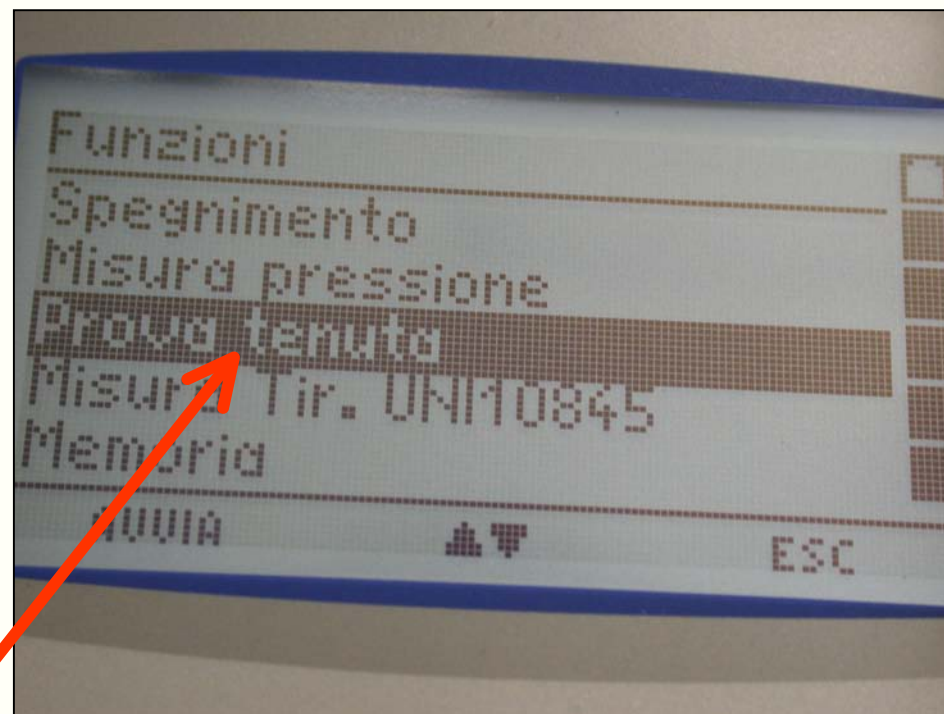 Funzioni
Spegnimento
Misura pressione
Prova tenuta
Misura Tir. UNI10845
Memoria
AVVIA
ESC